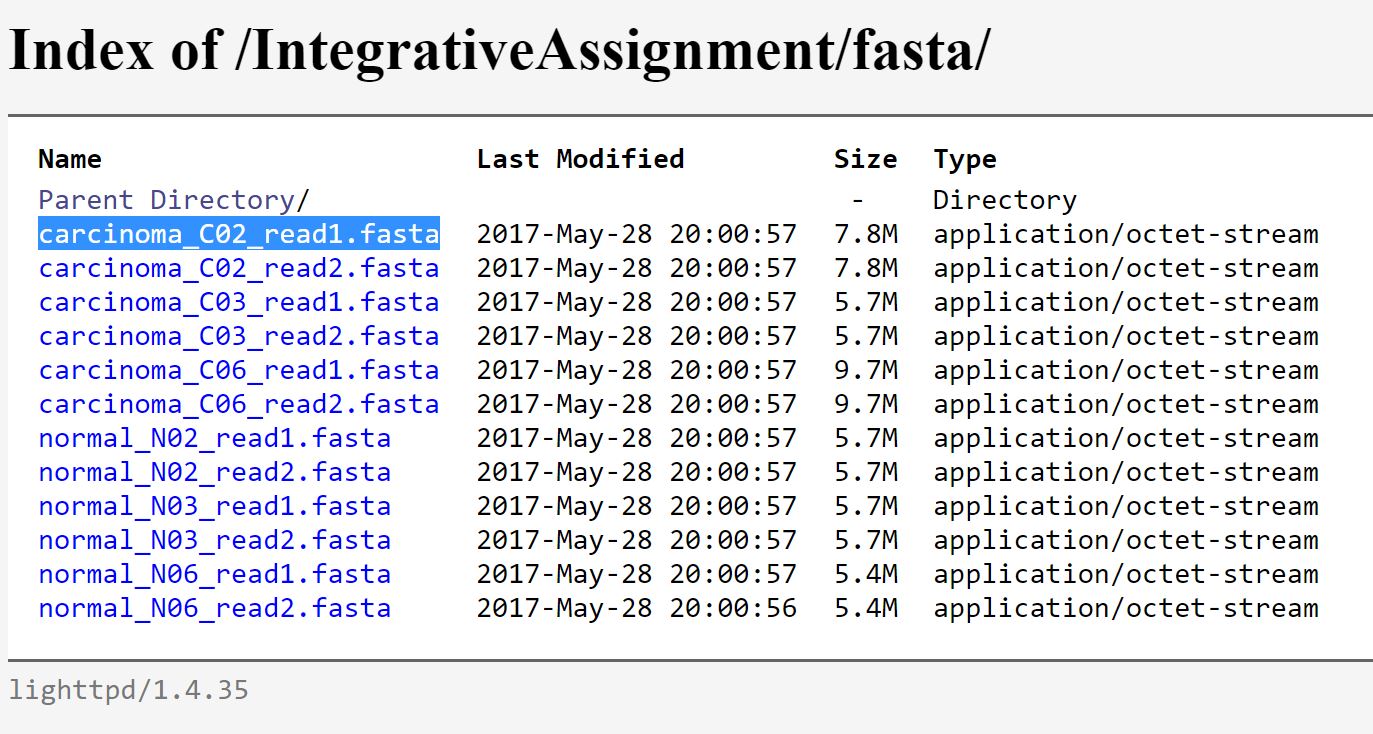 Index of /IntegrativeAssignment/fasta/
Name Last Modified Size Type
Parent Directory/ - Directory
carcinoma_C02_read1.fasta 2017-May-28 20:00:57 7.8M application/octet-stream
carcinoma_C02_read2.fasta 2017-May-28 20:00:57 7.8M application/octet-stream
carcinoma_C03_read1.fasta 2017-May-28 20:00:57 5.7M application/octet-stream
carcinoma_C03_read2.fasta 2017-May-28 20:00:57 5.7M application/octet-stream
carcinoma_C06_read1.fasta 2017-May-28 20:00:57 9.7M application/octet-stream
carcinoma_C06_read2.fasta 2017-May-28 20:00:57 9.7M application/octet-stream
normal_N02_read1.fasta 2017-May-28 20:00:57 5.7M application/octet-stream
normal_N02_read2.fasta 2017-May-28 20:00:57 5.7M application/octet-stream
normal_N03_read1.fasta 2017-May-28 20:00:57 5.7M application/octet-stream
normal_N03_read2.fasta 2017-May-28 20:00:57 5.7M application/octet-stream
normal_N06_read1.fasta 2017-May-28 20:00:57 5.4M application/octet-stream
normal_N06_read2.fasta 2017-May-28 20:00:56 5.4M application/octet-stream
lighttpd/1.4.35